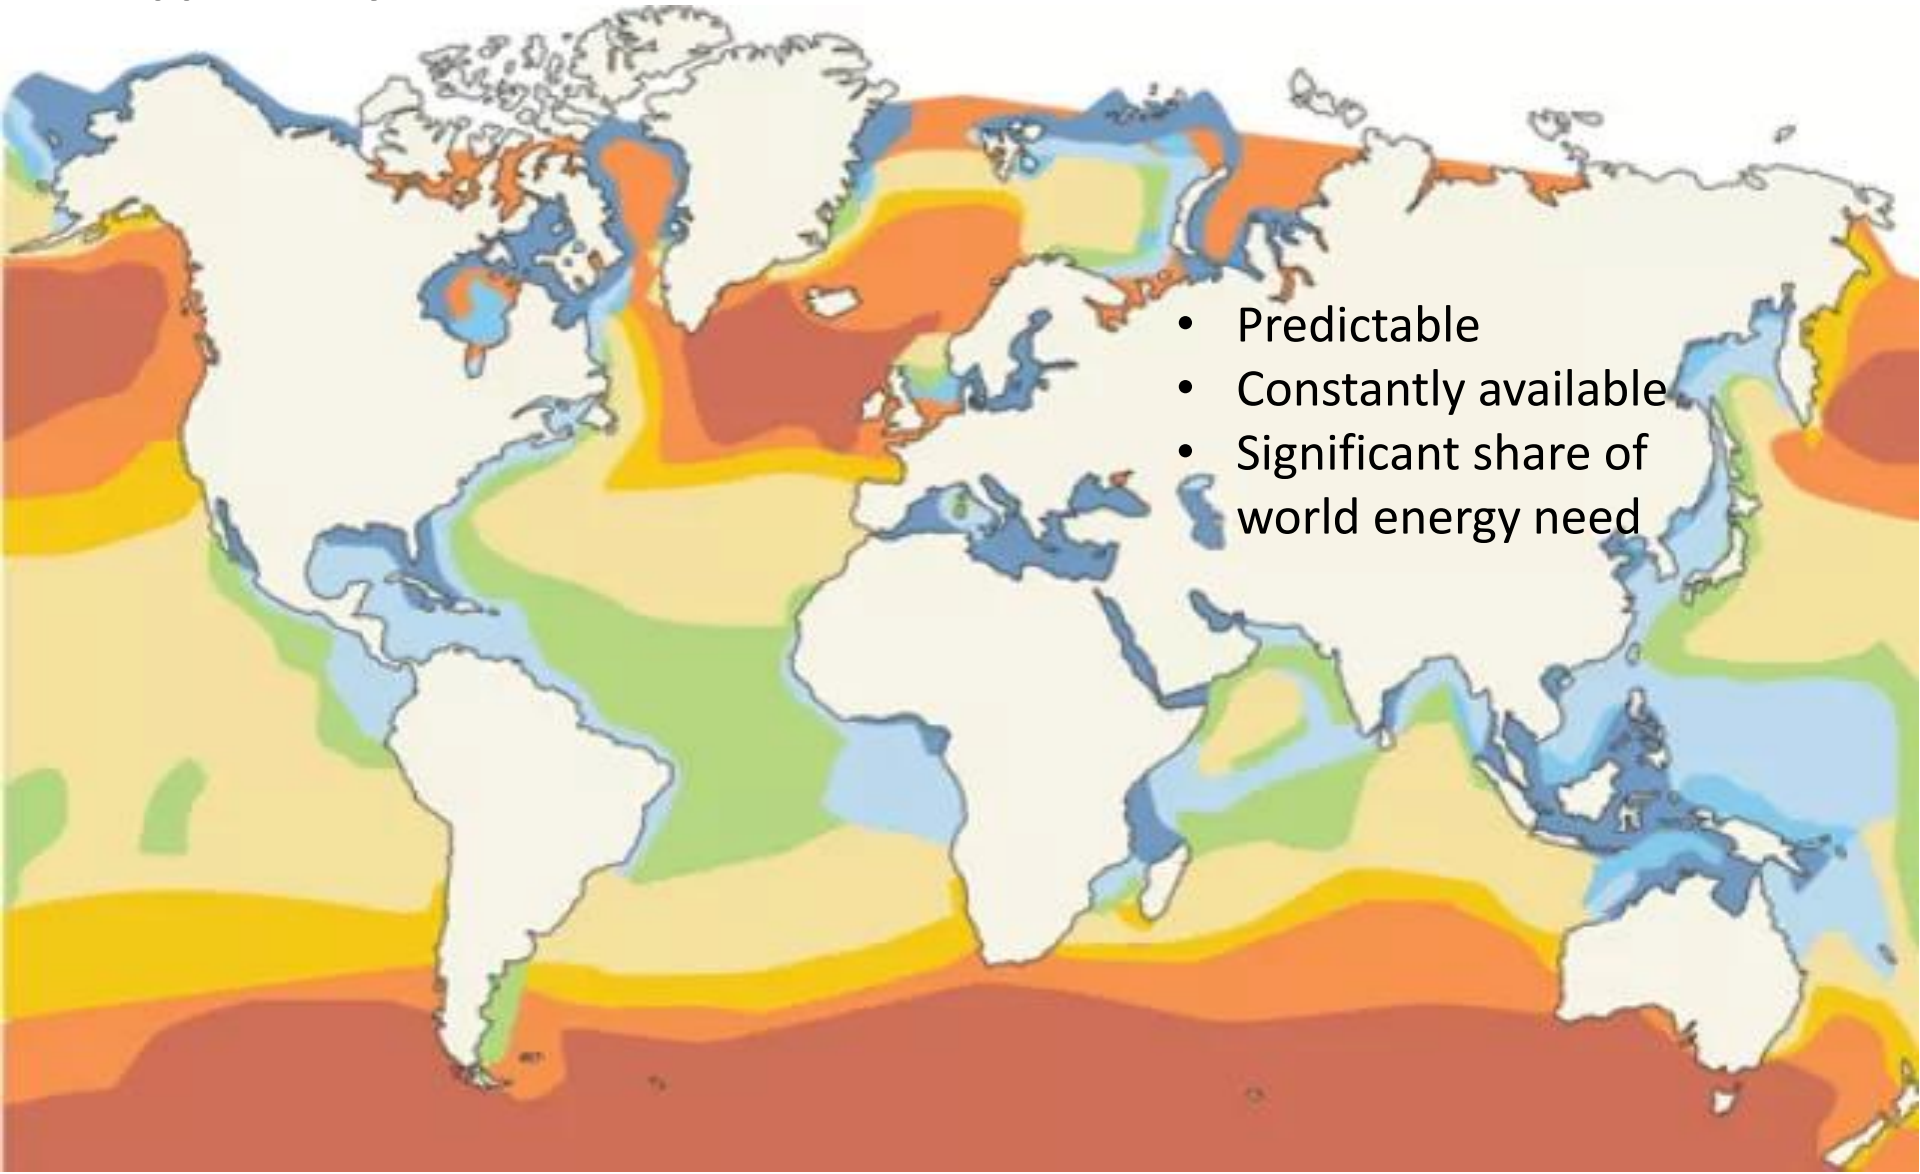 • Predictable
• Constantly available
• Significant share of
world energy need